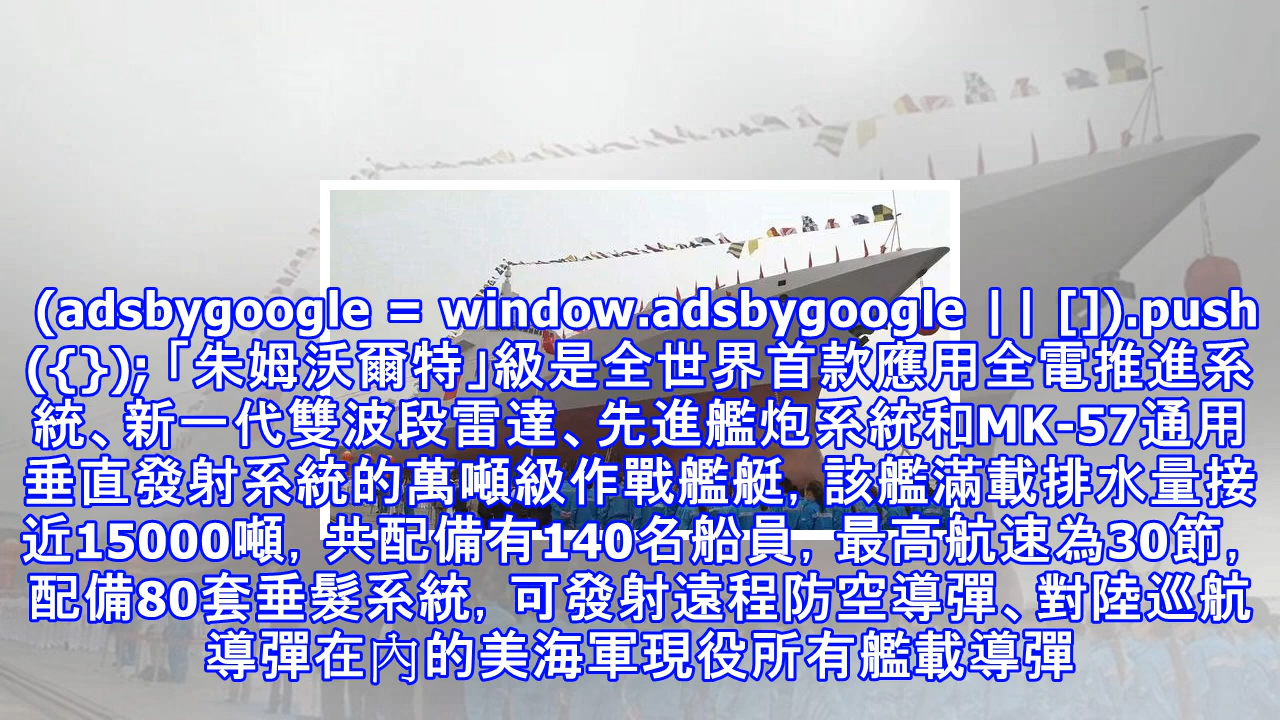 (adsbygoogle = window.adsbygoogle || []).push
({});「朱姆沃爾特」級是全世界首款應用全電推進系
統、新一代雙波段雷達、先進艦炮系統和MK-57通用
垂直發射系統的萬噸級作戰艦艇,該艦滿載排水量接
近15000噸,共配備有140名船員,最高航速為30節,
配備80套垂髮系統,可發射遠程防空導彈、對陸巡航
導彈在內的美海軍現役所有艦載導彈